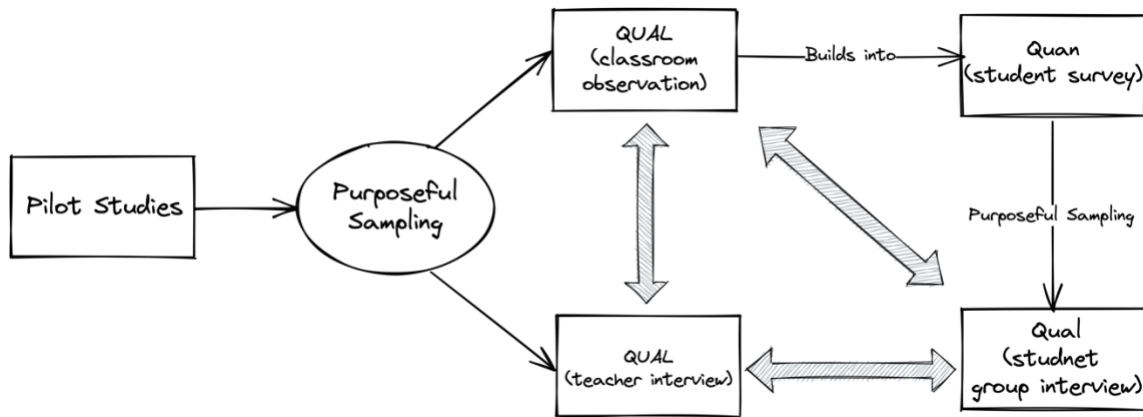 Pilot Studies
Purposeful
Sampling
QUAL
(classroom
observation)
Builds into
Quan
(student survey)
Purposeful Sampling
QUAL
(teacher interview)
Qual
(studnet
group interview)